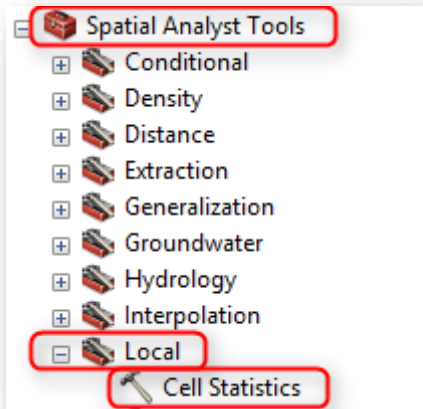 Spatial Analyst Tools
Conditional
Density
Distance
Extraction
Generalization
Groundwater
Hydrology
Interpolation
Local
Cell Statistics